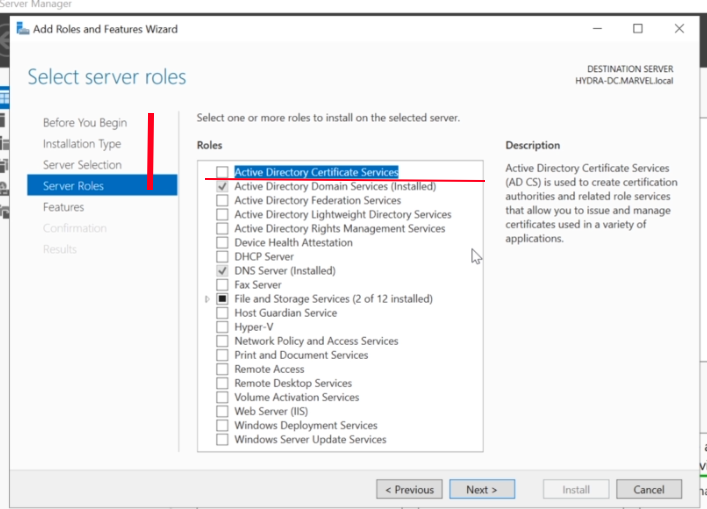 Server Manager
Add Roles and Features Wizard
Select server roles
DESTINATION SERVER
HYDRA-DC.MARVEL.local
Before You Begin
Installation Type
Server Selection
Server Roles
Features
Confirmation
Results
Select one or more roles to install on the selected server.
Roles
Active Directory Certificate Services
Active Directory Domain Services (Installed)
Active Directory Federation Services
Active Directory Lightweight Directory Services
Active Directory Rights Management Services
Device Health Attestation
DHCP Server
DNS Server (Installed)
Fax Server
File and Storage Services (2 of 12 installed)
Host Guardian Service
Hyper-V
Network Policy and Access Services
Print and Document Services
Remote Access
Remote Desktop Services
Volume Activation Services
Web Server (IIS)
Windows Deployment Services
Windows Server Update Services
Description
Active Directory Certificate Services
(AD CS) is used to create certification
authorities and related role services
that allow you to issue and manage
certificates used in a variety of
applications.
< Previous
Next >
Install
Cancel